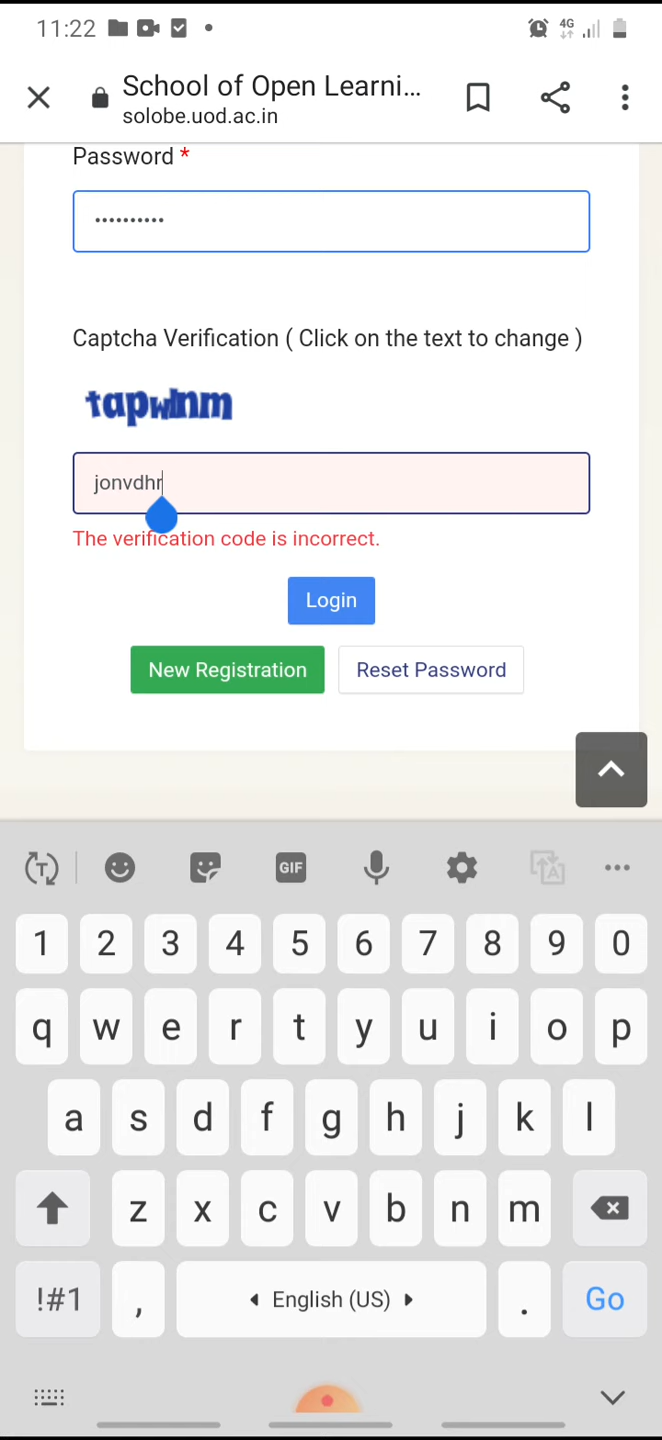 11:22 4G
School of Open Learni...
solobe.uod.ac.in
Password *
Captcha Verification ( Click on the text to change )
jonvdhr
The verification code is incorrect.
Login
New Registration Reset Password
T GIF A
1 2 3 4 5 6 7 8 9 0
q w e r t y u i o p
a s d f g h j k l
z x c v b n m
!#1 , English (US) . Go